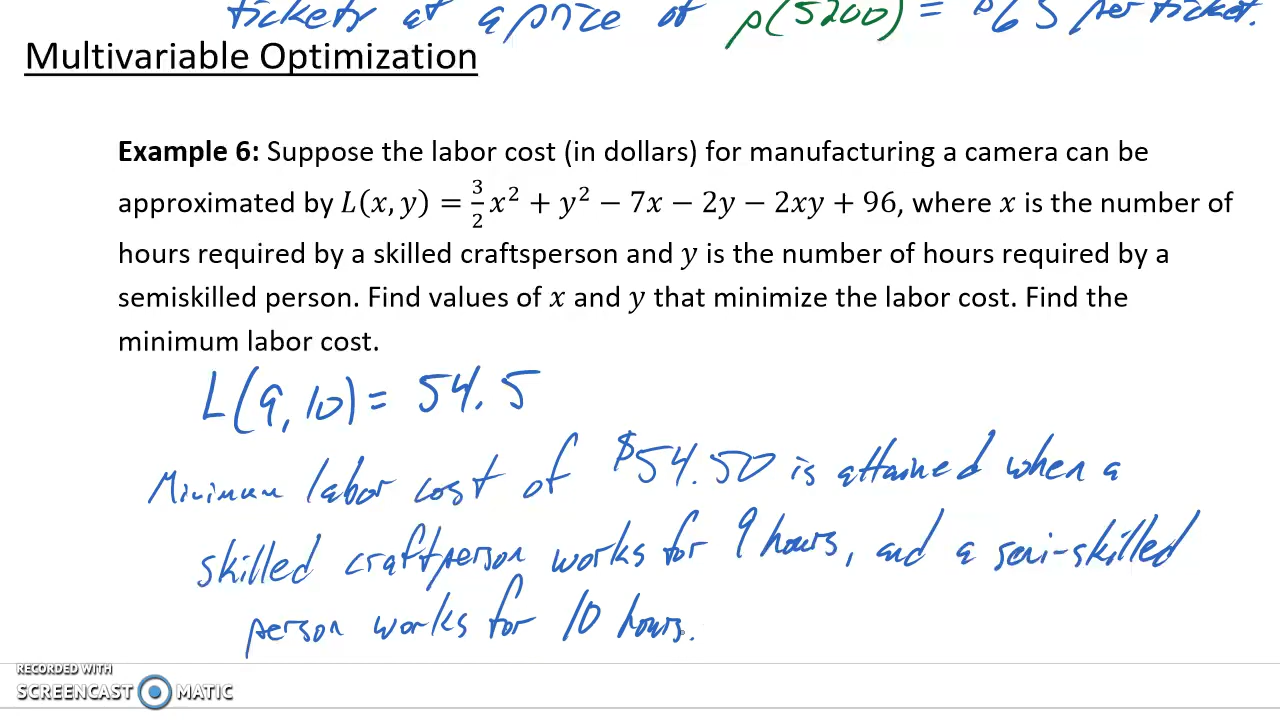 tickets at a price of p(5200) = $65 per ticket.
Multivariable Optimization
Example 6: Suppose the labor cost (in dollars) for manufacturing a camera can be
approximated by L(x, y) = 3/2 x² + y² − 7x − 2y − 2xy + 96, where x is the number of
hours required by a skilled craftsperson and y is the number of hours required by a
semiskilled person. Find values of x and y that minimize the labor cost. Find the
minimum labor cost.
L(9, 10) = 54.5
Minimum labor cost of $54.50 is attained when a
skilled craftperson works for 9 hours, and a semi-skilled
person works for 10 hours.
RECORDED WITH
SCREENCAST MATIC